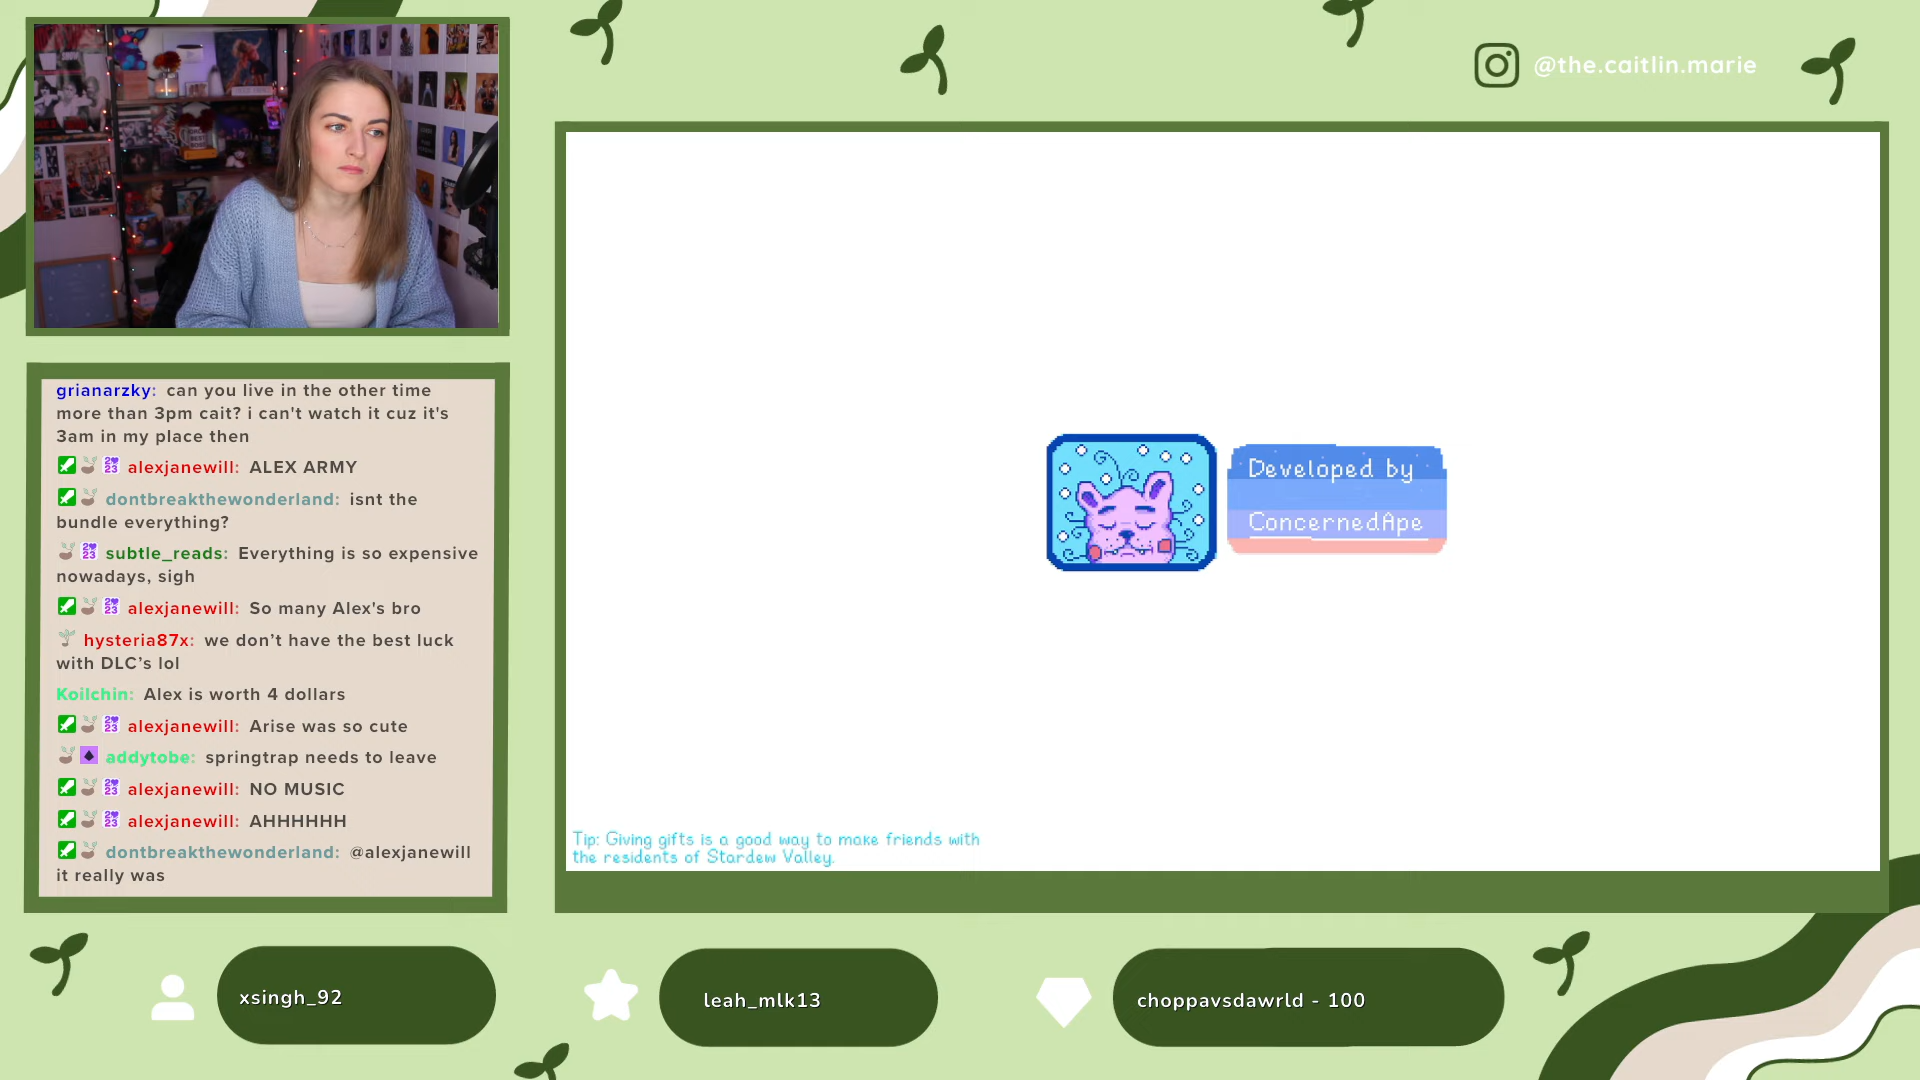 @the.caitlin.marie
grianarzky: can you live in the other time
more than 3pm cait? i can't watch it cuz it's
3am in my place then
alexjanewill: ALEX ARMY
dontbreakthewonderland: isnt the
bundle everything?
subtle_reads: Everything is so expensive
nowadays, sigh
alexjanewill: So many Alex's bro
hysteria87x: we don’t have the best luck
with DLC’s lol
Koilchin: Alex is worth 4 dollars
alexjanewill: Arise was so cute
addytobe: springtrap needs to leave
alexjanewill: NO MUSIC
alexjanewill: AHHHHHH
dontbreakthewonderland: @alexjanewill
it really was
Developed by
ConcernedApe
Tip: Giving gifts is a good way to make friends with
the residents of Stardew Valley.
xsingh_92
leah_mlk13
choppavsdawrld - 100